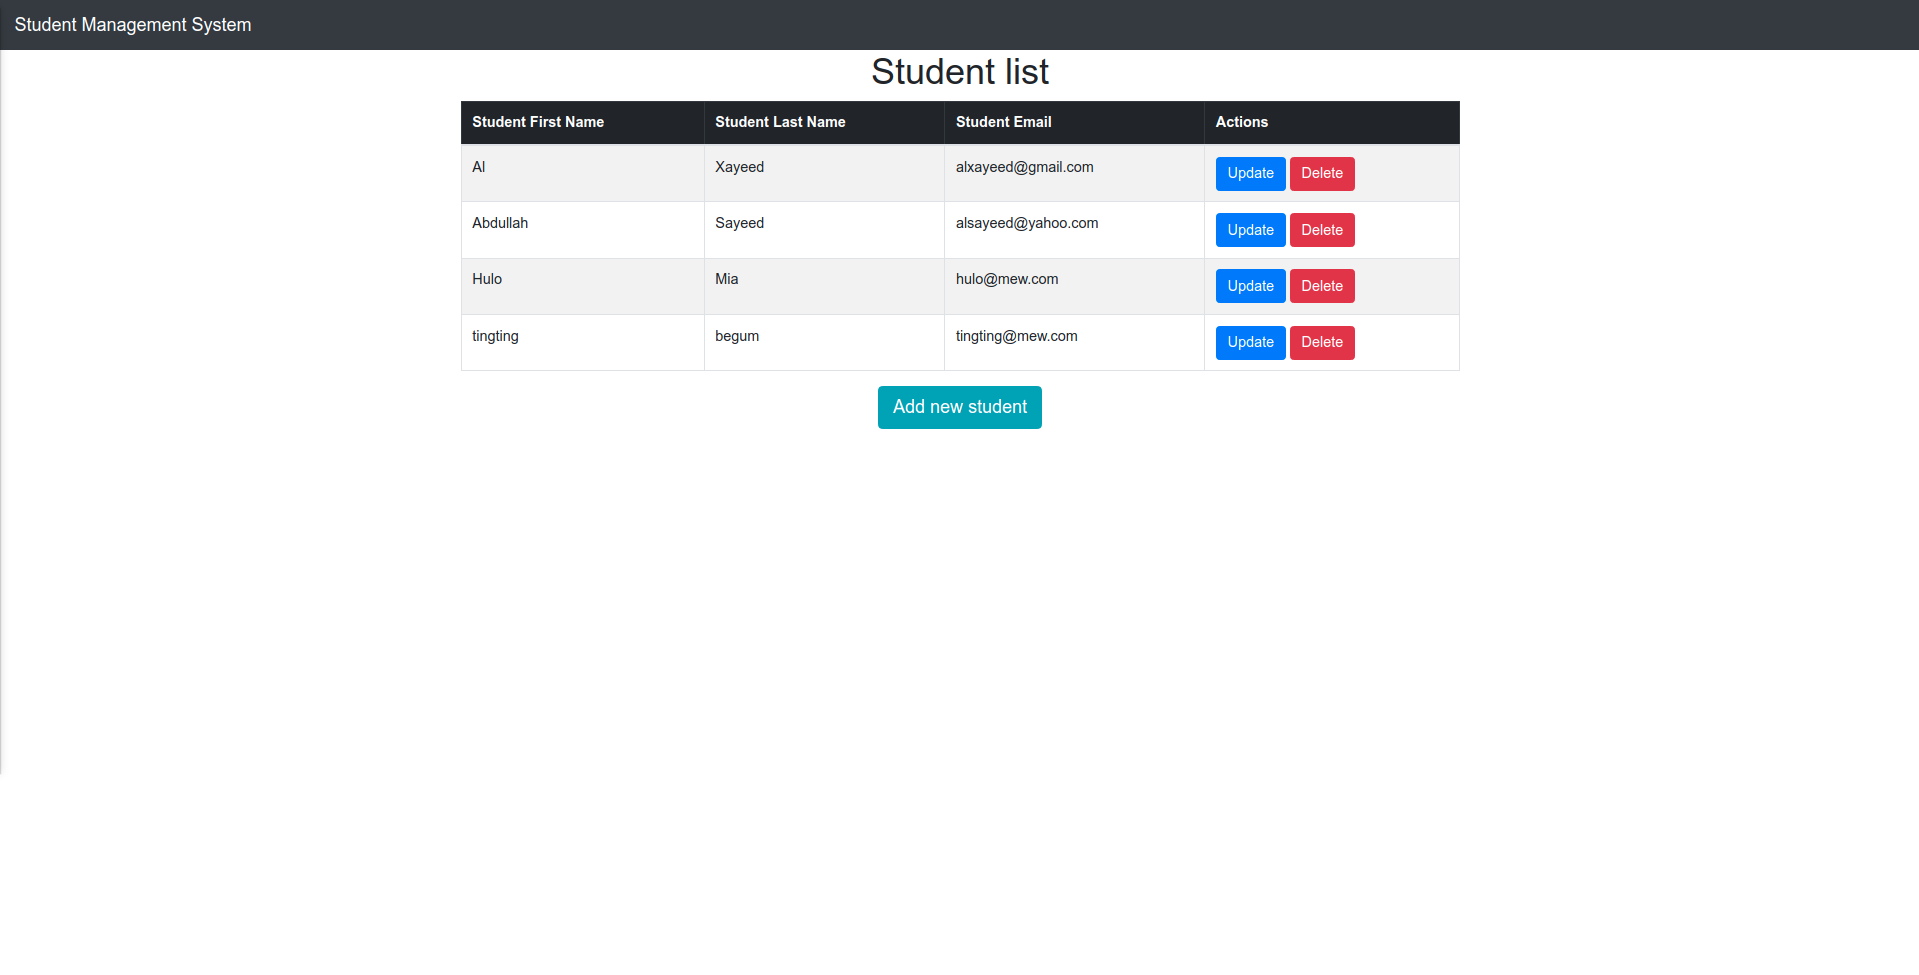 Student Management System
Student list
Student First Name Student Last Name Student Email Actions
Al Xayeed alxayeed@gmail.com Update Delete
Abdullah Sayeed alsayeed@yahoo.com Update Delete
Hulo Mia hulo@mew.com Update Delete
tingting begum tingting@mew.com Update Delete
Add new student